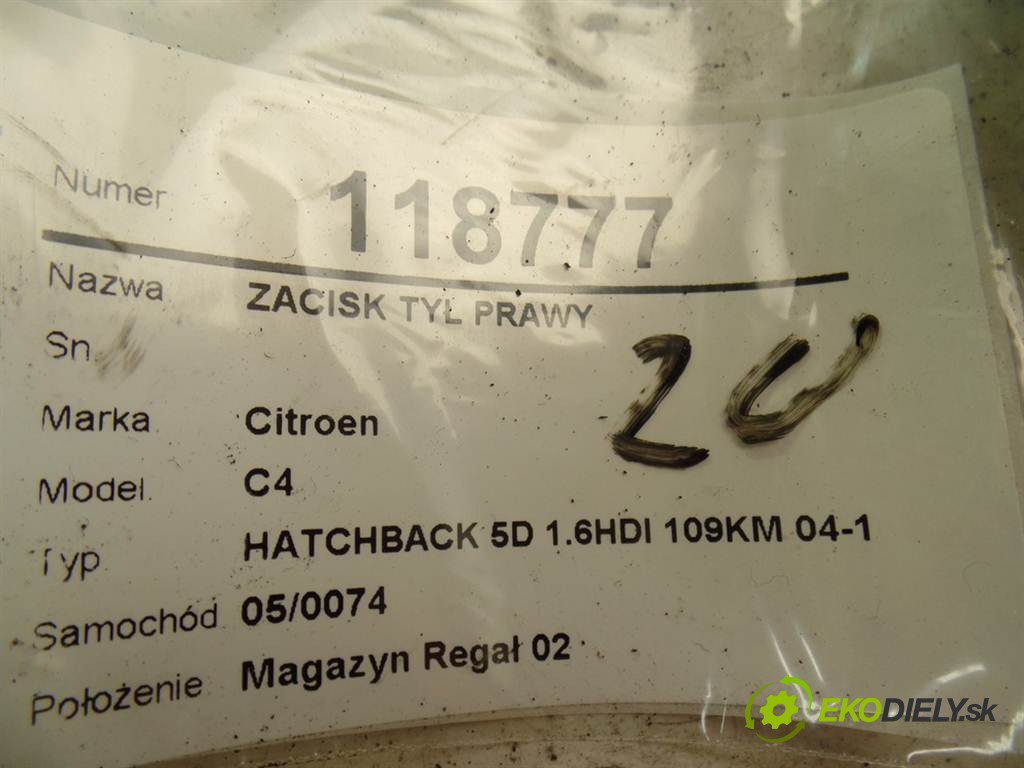 Numer 118777
Nazwa ZACISK TYŁ PRAWY
Sn
Marka Citroen
Model C4
Typ HATCHBACK 5D 1.6HDI 109KM 04-1
Samochód 05/0074
Położenie Magazyn Regał 02
EKODIELY.sk